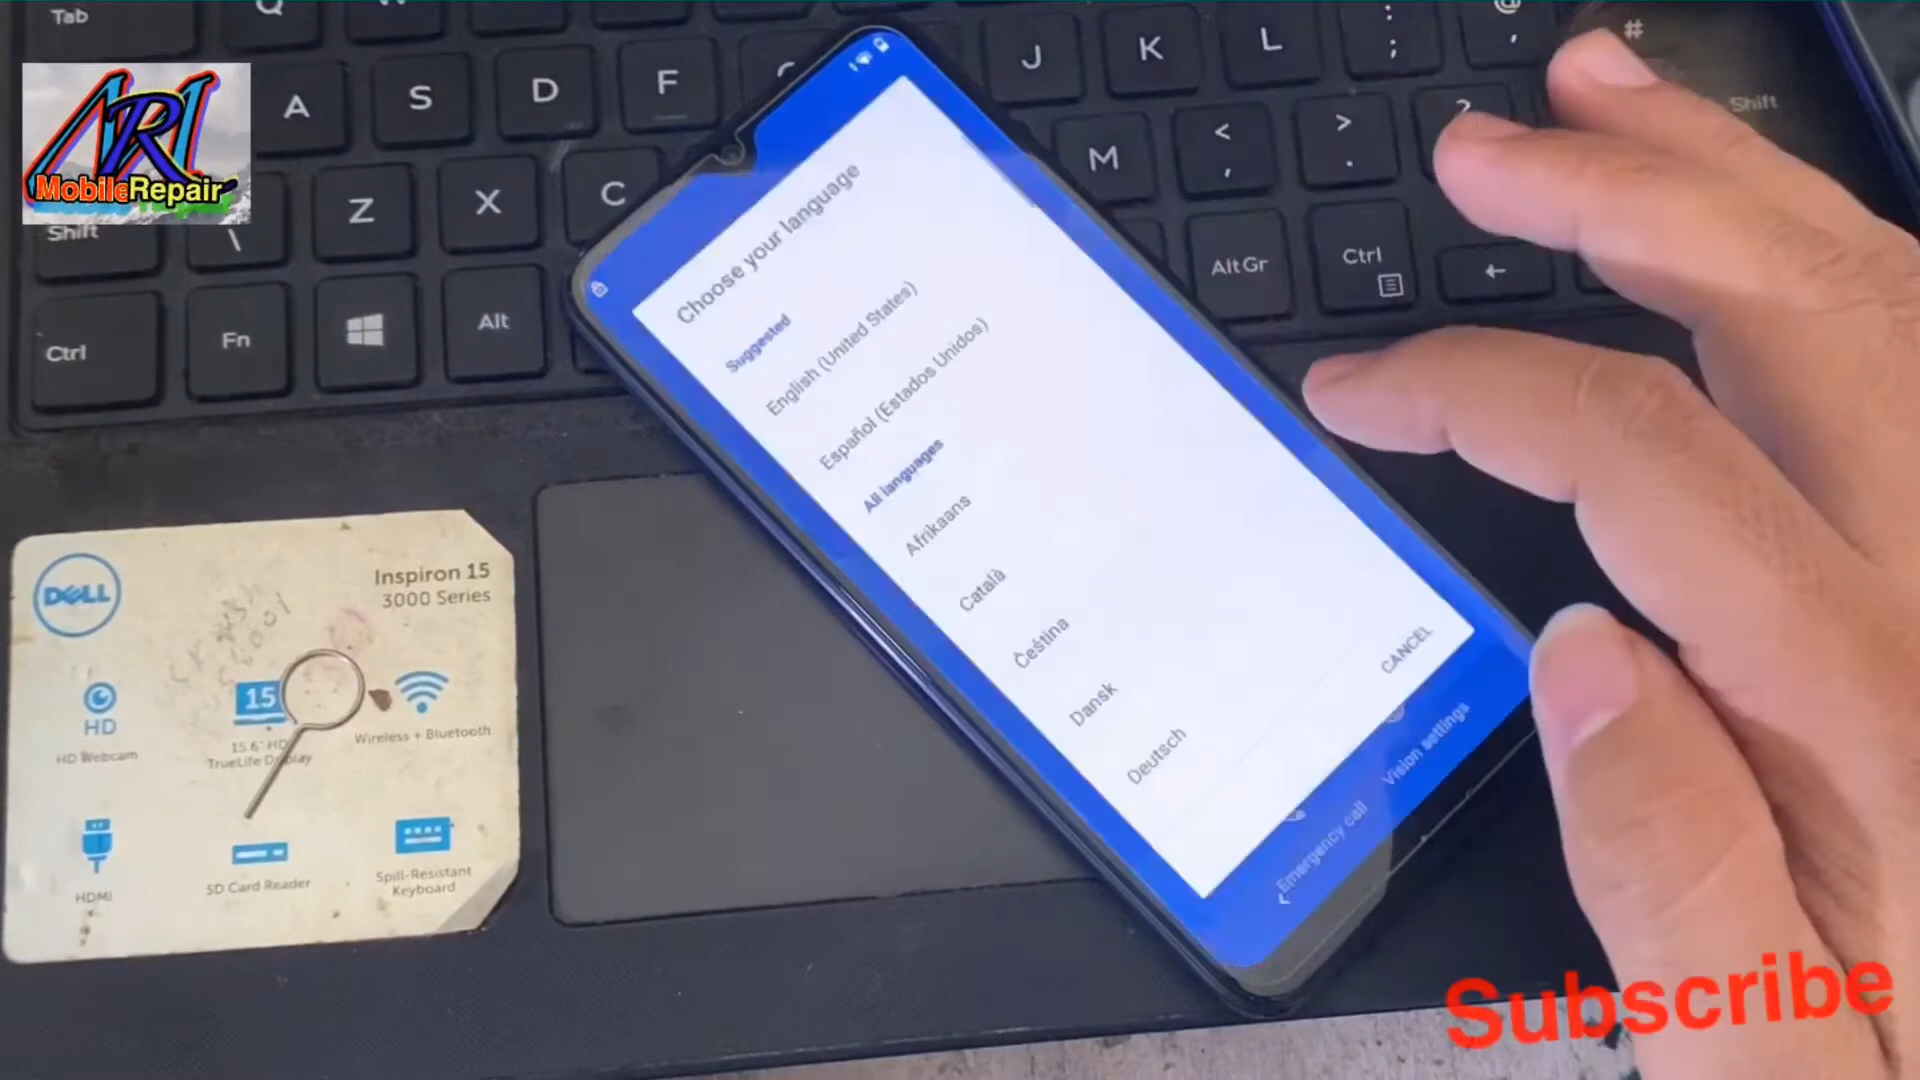 Tab
Q
A
S
D
F
J
K
L
:
;
@
,
#
ARI
MobileRepair
Shift
\
Z
X
C
M
<
,
>
.
?
Shift
Ctrl
Fn
Alt
Alt Gr
Ctrl
←
Choose your language
Suggested
English (United States)
Español (Estados Unidos)
All languages
Afrikaans
Català
Čeština
Dansk
Deutsch
CANCEL
Emergency call
Vision settings
DELL
Inspiron 15
3000 Series
HD
HD Webcam
15
15.6" HD
TrueLife Display
Wireless + Bluetooth
HDMI
SD Card Reader
Spill-Resistant
Keyboard
Subscribe